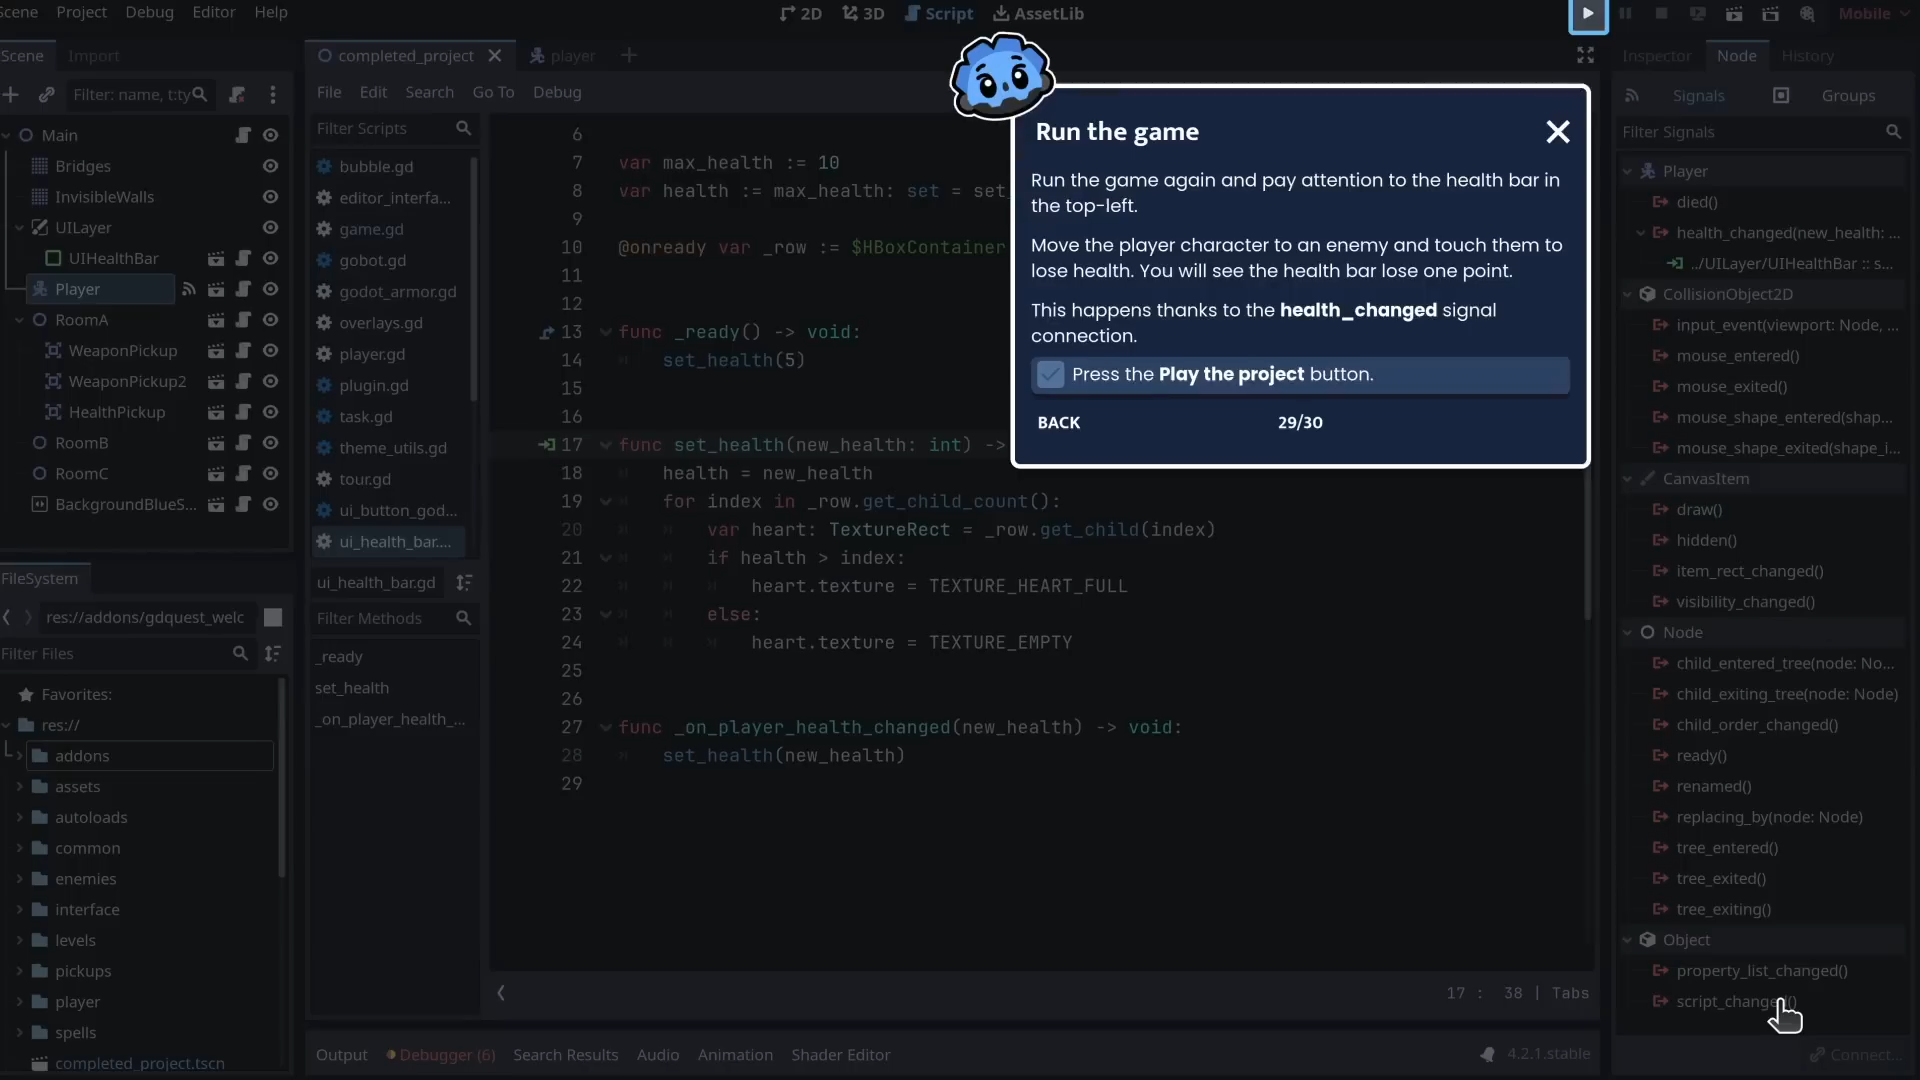 Scene
Project
Debug
Editor
Help
2D
3D
Script
AssetLib
Mobile
Scene
Import
Filter: name, t:ty
Main
Bridges
InvisibleWalls
UILayer
UIHealthBar
Player
RoomA
WeaponPickup
WeaponPickup2
HealthPickup
RoomB
RoomC
BackgroundBlueS...
FileSystem
res://addons/gdquest_welc
Filter Files
Favorites:
res://
addons
assets
autoloads
common
enemies
interface
levels
pickups
player
spells
completed_project.tscn
completed_project
player
File
Edit
Search
Go To
Debug
Filter Scripts
bubble.gd
editor_interfa...
game.gd
gobot.gd
godot_armor.gd
overlays.gd
player.gd
plugin.gd
task.gd
theme_utils.gd
tour.gd
ui_button_god...
ui_health_bar....
ui_health_bar.gd
Filter Methods
_ready
set_health
_on_player_health_...
6
7 var max_health := 10
8 var health := max_health: set = set_
9
10 @onready var _row := $HBoxContainer
11
12
13 func _ready() -> void:
14 set_health(5)
15
16
17 func set_health(new_health: int) ->
18 health = new_health
19 for index in _row.get_child_count():
20 var heart: TextureRect = _row.get_child(index)
21 if health > index:
22 heart.texture = TEXTURE_HEART_FULL
23 else:
24 heart.texture = TEXTURE_EMPTY
25
26
27 func _on_player_health_changed(new_health) -> void:
28 set_health(new_health)
29
17 : 38 | Tabs
Output
Debugger (6)
Search Results
Audio
Animation
Shader Editor
4.2.1.stable
Run the game
Run the game again and pay attention to the health bar in
the top-left.
Move the player character to an enemy and touch them to
lose health. You will see the health bar lose one point.
This happens thanks to the health_changed signal
connection.
Press the Play the project button.
BACK
29/30
Inspector
Node
History
Signals
Groups
Filter Signals
Player
died()
health_changed(new_health: ...
../UILayer/UIHealthBar :: s...
CollisionObject2D
input_event(viewport: Node, ...
mouse_entered()
mouse_exited()
mouse_shape_entered(shap...
mouse_shape_exited(shape_i...
CanvasItem
draw()
hidden()
item_rect_changed()
visibility_changed()
Node
child_entered_tree(node: No...
child_exiting_tree(node: Node)
child_order_changed()
ready()
renamed()
replacing_by(node: Node)
tree_entered()
tree_exited()
tree_exiting()
Object
property_list_changed()
script_changed()
Connect...